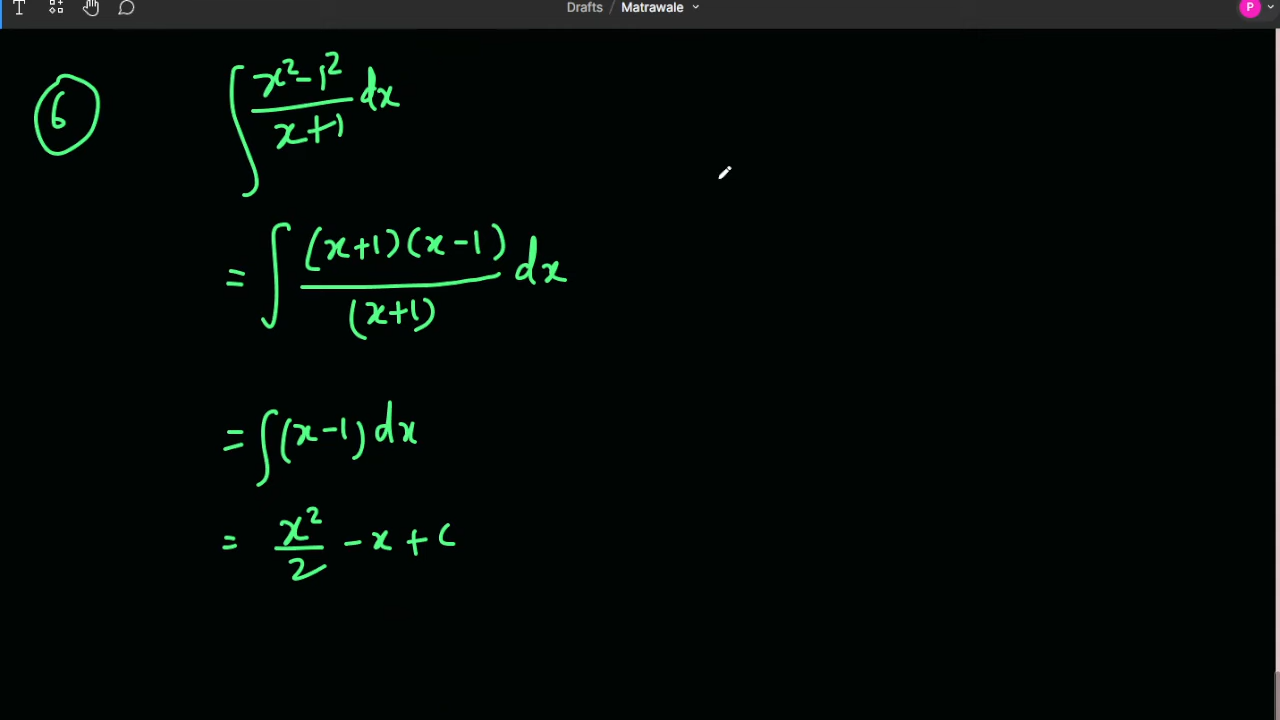 T Drafts / Matrawale P
6 ∫ x²-1²/x+1 dx
= ∫ (x+1)(x-1)/(x+1) dx
= ∫(x-1)dx
= x²/2 - x + c